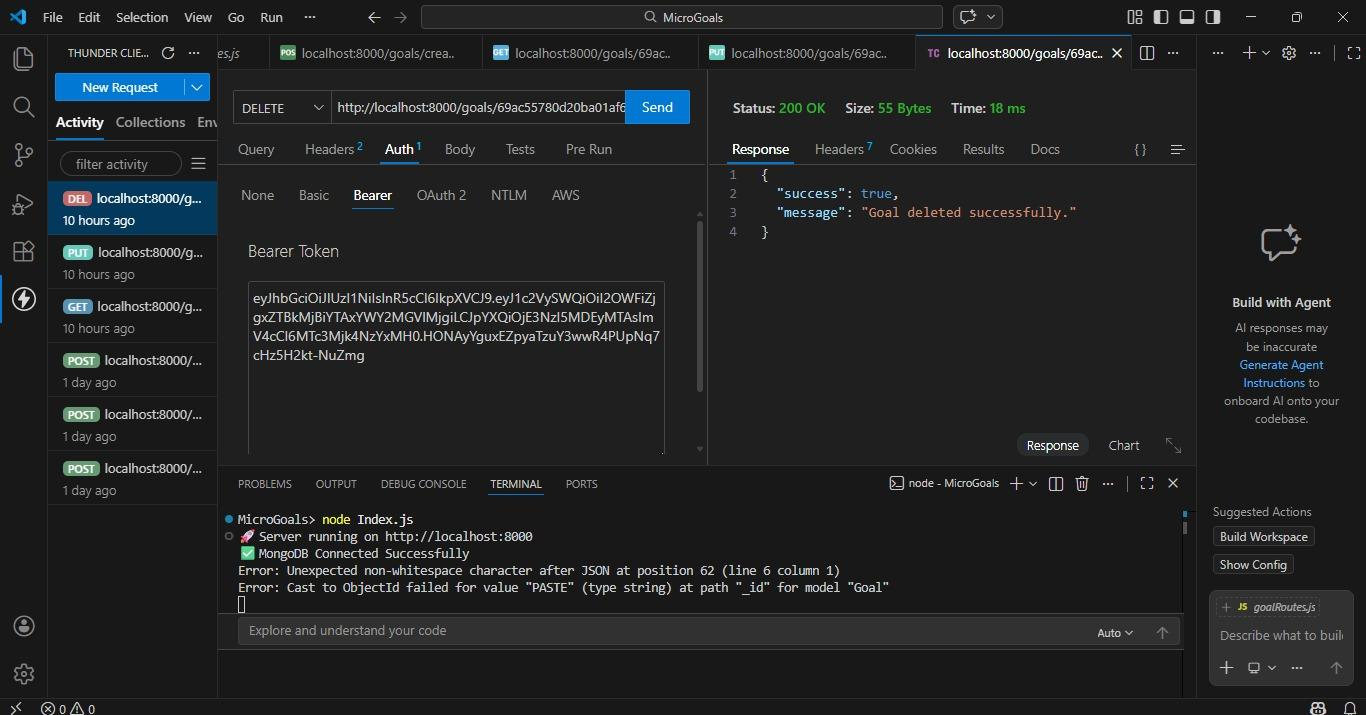 File Edit Selection View Go Run ···
MicroGoals
THUNDER CLIE... ···
New Request
Activity Collections Env
filter activity
DEL localhost:8000/g...
10 hours ago
PUT localhost:8000/g...
10 hours ago
GET localhost:8000/g...
10 hours ago
POST localhost:8000/...
1 day ago
POST localhost:8000/...
1 day ago
POST localhost:8000/...
1 day ago
es.js
POS localhost:8000/goals/crea...
GET localhost:8000/goals/69ac...
PUT localhost:8000/goals/69ac...
TC localhost:8000/goals/69ac...
DELETE http://localhost:8000/goals/69ac55780d20ba01af6 Send
Query Headers 2 Auth 1 Body Tests Pre Run
None Basic Bearer OAuth 2 NTLM AWS
Bearer Token
Status: 200 OK Size: 55 Bytes Time: 18 ms
Response Headers 7 Cookies Results Docs {}
1 {
2 "success": true,
3 "message": "Goal deleted successfully."
4 }
Response Chart
PROBLEMS OUTPUT DEBUG CONSOLE TERMINAL PORTS
node - MicroGoals
MicroGoals> node Index.js
🚀 Server running on http://localhost:8000
✅ MongoDB Connected Successfully
Error: Unexpected non-whitespace character after JSON at position 62 (line 6 column 1)
Error: Cast to ObjectId failed for value "PASTE" (type string) at path "_id" for model "Goal"
Explore and understand your code
Auto
Build with Agent
AI responses may
be inaccurate
Generate Agent
Instructions to
onboard AI onto your
codebase.
Suggested Actions
Build Workspace
Show Config
+ JS goalRoutes.js
Describe what to buil
0 0